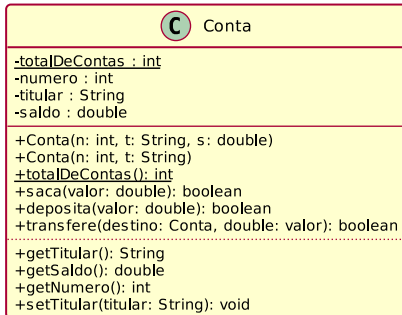 C Conta
-totalDeContas : int
-numero : int
-titular : String
-saldo : double
+Conta(n: int, t: String, s: double)
+Conta(n: int, t: String)
+totalDeContas(): int
+saca(valor: double): boolean
+deposita(valor: double): boolean
+transfere(destino: Conta, double: valor): boolean
+getTitular(): String
+getSaldo(): double
+getNumero(): int
+setTitular(titular: String): void